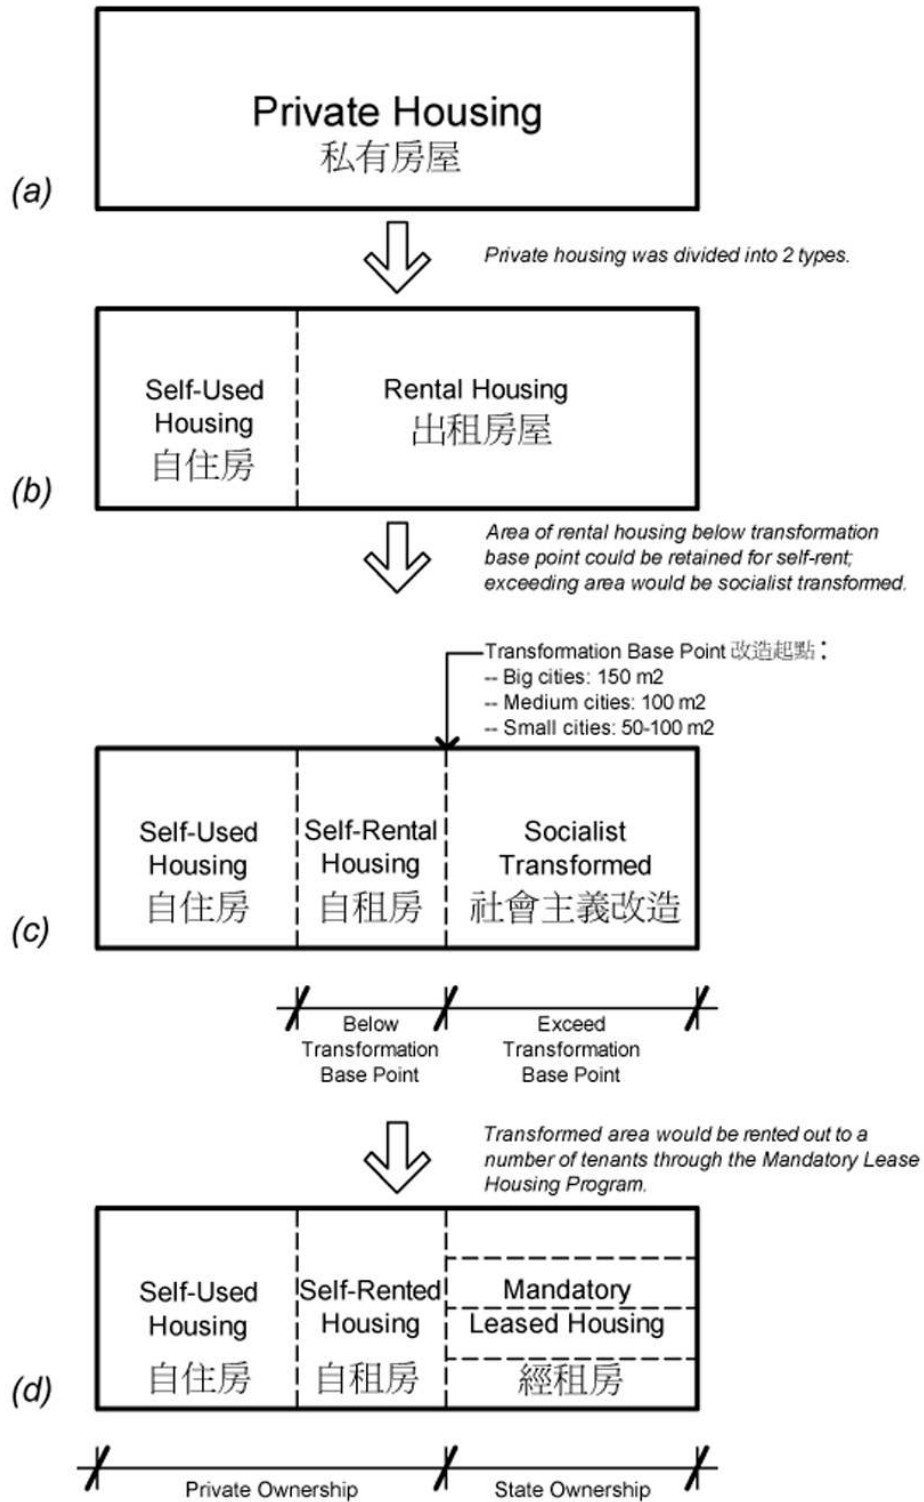 Private Housing
私有房屋
(a)
Private housing was divided into 2 types.
Self-Used
Housing
自住房
Rental Housing
出租房屋
(b)
Area of rental housing below transformation
base point could be retained for self-rent;
exceeding area would be socialist transformed.
Transformation Base Point 改造起點：
-- Big cities: 150 m2
-- Medium cities: 100 m2
-- Small cities: 50-100 m2
Self-Used
Housing
自住房
Self-Rental
Housing
自租房
Socialist
Transformed
社會主義改造
(c)
Below
Transformation
Base Point
Exceed
Transformation
Base Point
Transformed area would be rented out to a
number of tenants through the Mandatory Lease
Housing Program.
Self-Used
Housing
自住房
Self-Rented
Housing
自租房
Mandatory
Leased Housing
經租房
(d)
Private Ownership
State Ownership